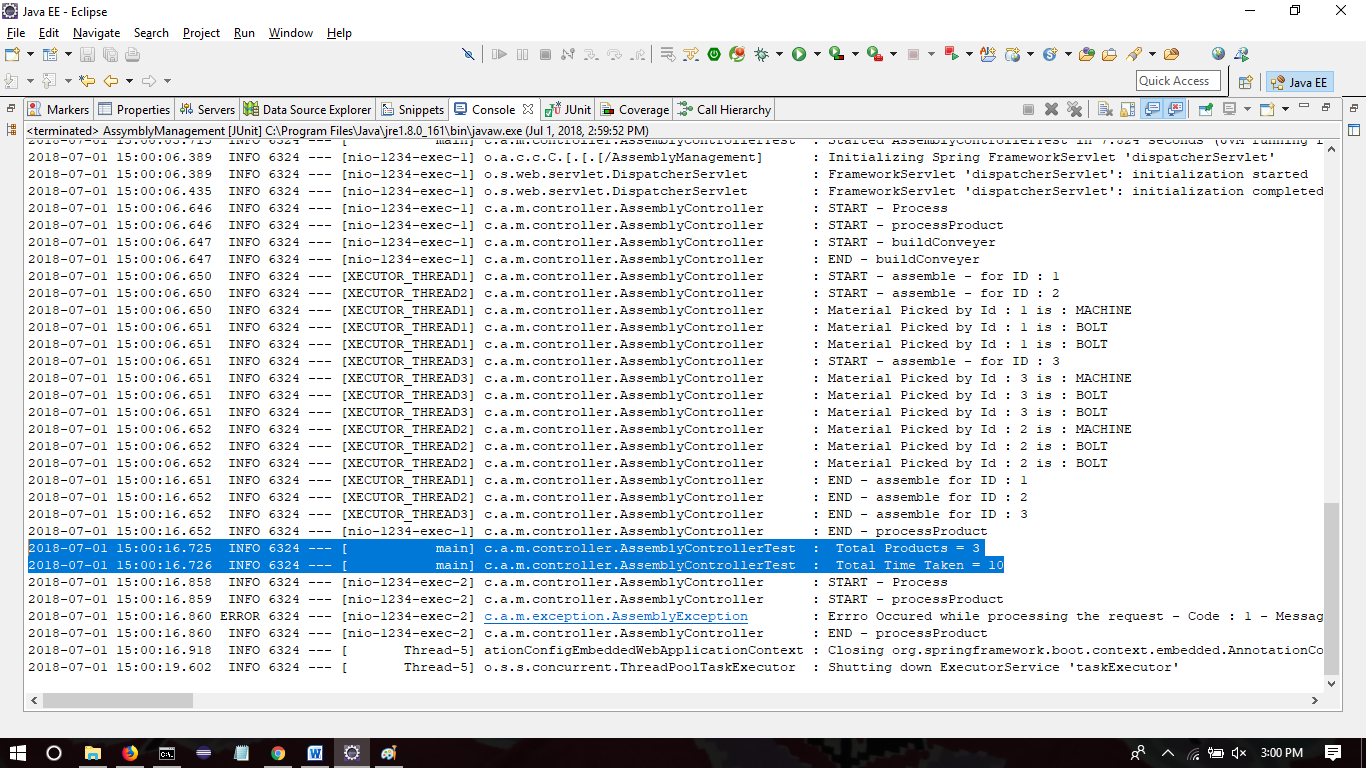 Java EE - Eclipse
File Edit Navigate Search Project Run Window Help
Quick Access Java EE
Markers Properties Servers Data Source Explorer Snippets Console JUnit Coverage Call Hierarchy
<terminated> AssymblyManagement [JUnit] C:\Program Files\Java\jre1.8.0_161\bin\javaw.exe (Jul 1, 2018, 2:59:52 PM)
2018-07-01 15:00:05.715 INFO 6324 --- [ main] c.a.m.controller.AssemblyControllerTest : Started AssemblyControllerTest in 7.824 seconds (JVM running
2018-07-01 15:00:06.389 INFO 6324 --- [nio-1234-exec-1] o.a.c.c.C.[.[.[/AssemblyManagement] : Initializing Spring FrameworkServlet 'dispatcherServlet'
2018-07-01 15:00:06.389 INFO 6324 --- [nio-1234-exec-1] o.s.web.servlet.DispatcherServlet : FrameworkServlet 'dispatcherServlet': initialization started
2018-07-01 15:00:06.435 INFO 6324 --- [nio-1234-exec-1] o.s.web.servlet.DispatcherServlet : FrameworkServlet 'dispatcherServlet': initialization completed
2018-07-01 15:00:06.646 INFO 6324 --- [nio-1234-exec-1] c.a.m.controller.AssemblyController : START - Process
2018-07-01 15:00:06.646 INFO 6324 --- [nio-1234-exec-1] c.a.m.controller.AssemblyController : START - processProduct
2018-07-01 15:00:06.647 INFO 6324 --- [nio-1234-exec-1] c.a.m.controller.AssemblyController : START - buildConveyer
2018-07-01 15:00:06.647 INFO 6324 --- [nio-1234-exec-1] c.a.m.controller.AssemblyController : END - buildConveyer
2018-07-01 15:00:06.650 INFO 6324 --- [XECUTOR_THREAD1] c.a.m.controller.AssemblyController : START - assemble - for ID : 1
2018-07-01 15:00:06.650 INFO 6324 --- [XECUTOR_THREAD2] c.a.m.controller.AssemblyController : START - assemble - for ID : 2
2018-07-01 15:00:06.650 INFO 6324 --- [XECUTOR_THREAD1] c.a.m.controller.AssemblyController : Material Picked by Id : 1 is : MACHINE
2018-07-01 15:00:06.651 INFO 6324 --- [XECUTOR_THREAD1] c.a.m.controller.AssemblyController : Material Picked by Id : 1 is : BOLT
2018-07-01 15:00:06.651 INFO 6324 --- [XECUTOR_THREAD1] c.a.m.controller.AssemblyController : Material Picked by Id : 1 is : BOLT
2018-07-01 15:00:06.651 INFO 6324 --- [XECUTOR_THREAD3] c.a.m.controller.AssemblyController : START - assemble - for ID : 3
2018-07-01 15:00:06.651 INFO 6324 --- [XECUTOR_THREAD3] c.a.m.controller.AssemblyController : Material Picked by Id : 3 is : MACHINE
2018-07-01 15:00:06.651 INFO 6324 --- [XECUTOR_THREAD3] c.a.m.controller.AssemblyController : Material Picked by Id : 3 is : BOLT
2018-07-01 15:00:06.651 INFO 6324 --- [XECUTOR_THREAD3] c.a.m.controller.AssemblyController : Material Picked by Id : 3 is : BOLT
2018-07-01 15:00:06.652 INFO 6324 --- [XECUTOR_THREAD2] c.a.m.controller.AssemblyController : Material Picked by Id : 2 is : MACHINE
2018-07-01 15:00:06.652 INFO 6324 --- [XECUTOR_THREAD2] c.a.m.controller.AssemblyController : Material Picked by Id : 2 is : BOLT
2018-07-01 15:00:06.652 INFO 6324 --- [XECUTOR_THREAD2] c.a.m.controller.AssemblyController : Material Picked by Id : 2 is : BOLT
2018-07-01 15:00:16.651 INFO 6324 --- [XECUTOR_THREAD1] c.a.m.controller.AssemblyController : END - assemble for ID : 1
2018-07-01 15:00:16.652 INFO 6324 --- [XECUTOR_THREAD2] c.a.m.controller.AssemblyController : END - assemble for ID : 2
2018-07-01 15:00:16.652 INFO 6324 --- [XECUTOR_THREAD3] c.a.m.controller.AssemblyController : END - assemble for ID : 3
2018-07-01 15:00:16.652 INFO 6324 --- [nio-1234-exec-1] c.a.m.controller.AssemblyController : END - processProduct
2018-07-01 15:00:16.725 INFO 6324 --- [ main] c.a.m.controller.AssemblyControllerTest : Total Products = 3
2018-07-01 15:00:16.726 INFO 6324 --- [ main] c.a.m.controller.AssemblyControllerTest : Total Time Taken = 10
2018-07-01 15:00:16.858 INFO 6324 --- [nio-1234-exec-2] c.a.m.controller.AssemblyController : START - Process
2018-07-01 15:00:16.859 INFO 6324 --- [nio-1234-exec-2] c.a.m.controller.AssemblyController : START - processProduct
2018-07-01 15:00:16.860 ERROR 6324 --- [nio-1234-exec-2] c.a.m.exception.AssemblyException : Errro Occured while processing the request - Code : 1 - Messag
2018-07-01 15:00:16.860 INFO 6324 --- [nio-1234-exec-2] c.a.m.controller.AssemblyController : END - processProduct
2018-07-01 15:00:16.918 INFO 6324 --- [ Thread-5] ationConfigEmbeddedWebApplicationContext : Closing org.springframework.boot.context.embedded.AnnotationCo
2018-07-01 15:00:19.602 INFO 6324 --- [ Thread-5] o.s.s.concurrent.ThreadPoolTaskExecutor : Shutting down ExecutorService 'taskExecutor'
3:00 PM